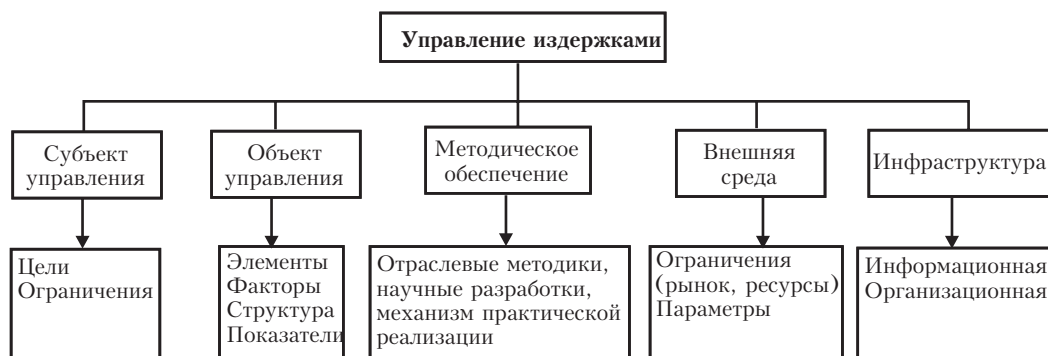 Управление издержками
Субъект
управления
Объект
управления
Методическое
обеспечение
Внешняя
среда
Инфраструктура
Цели
Ограничения
Элементы
Факторы
Структура
Показатели
Отраслевые методики,
научные разработки,
механизм практической
реализации
Ограничения
(рынок, ресурсы)
Параметры
Информационная
Организационная